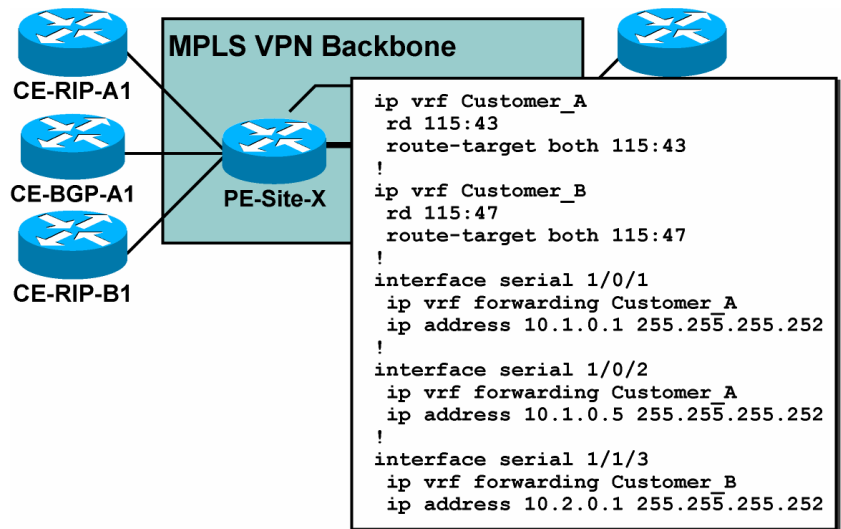 MPLS VPN Backbone
CE-RIP-A1
CE-BGP-A1
PE-Site-X
CE-RIP-B1
ip vrf Customer_A
rd 115:43
route-target both 115:43
!
ip vrf Customer_B
rd 115:47
route-target both 115:47
!
interface serial 1/0/1
ip vrf forwarding Customer_A
ip address 10.1.0.1 255.255.255.252
!
interface serial 1/0/2
ip vrf forwarding Customer_A
ip address 10.1.0.5 255.255.255.252
!
interface serial 1/1/3
ip vrf forwarding Customer_B
ip address 10.2.0.1 255.255.255.252